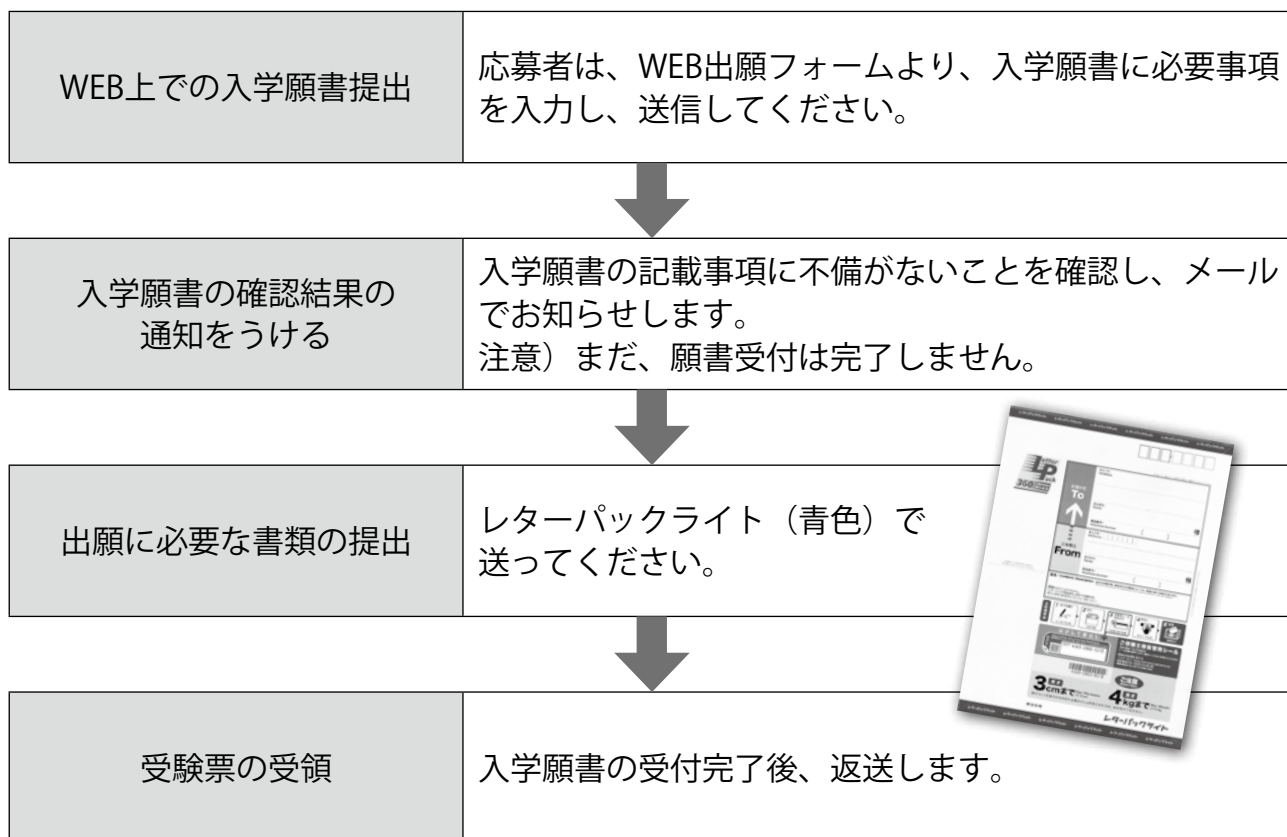 WEB上での入学願書提出
応募者は、WEB出願フォームより、入学願書に必要事項
を入力し、送信してください。
入学願書の確認結果の
通知をうける
入学願書の記載事項に不備がないことを確認し、メール
でお知らせします。
注意）まだ、願書受付は完了しません。
出願に必要な書類の提出
レターパックライト（青色）で
送ってください。
Letter
Pack
360
To
From
3cmまで
4kgまで
レターパックライト
受験票の受領
入学願書の受付完了後、返送します。